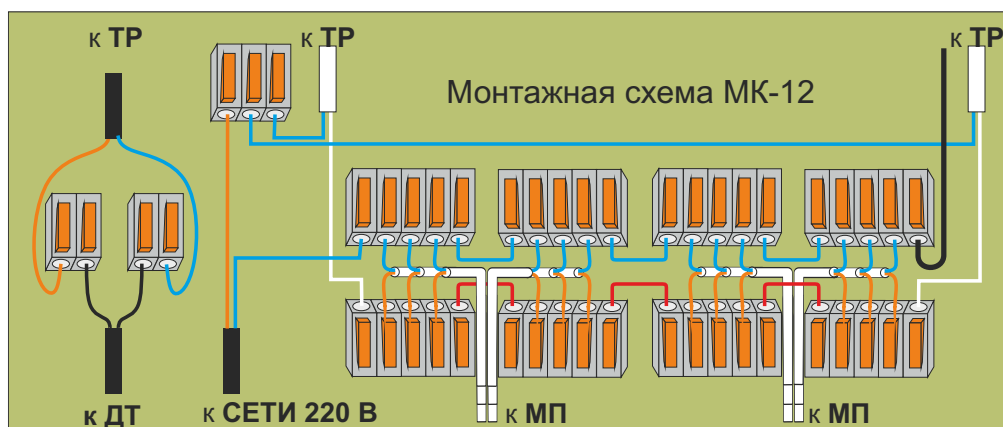 к ТР
к ТР
к ТР
Монтажная схема МК-12
к ДТ
к СЕТИ 220 В
к МП
к МП